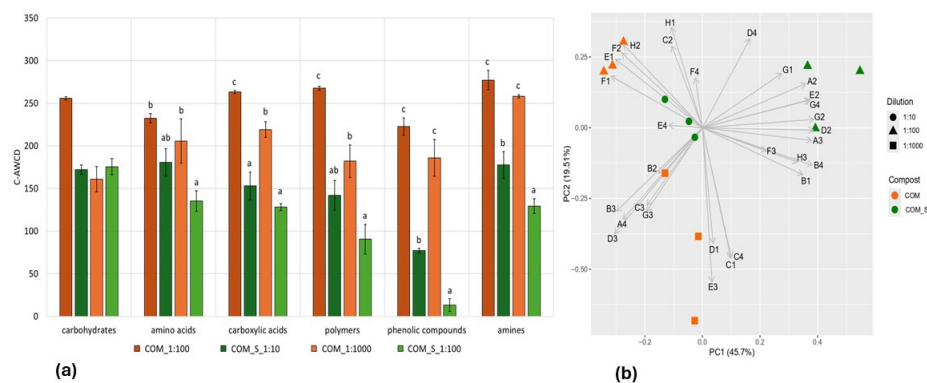 350
300
250
200
150
100
50
0
C-AWCD
b
ab
b
a
c
a
b
a
c
ab
b
a
c
b
c
a
c
b
c
a
carbohydrates amino acids carboxylic acids polymers phenolic compounds amines
COM_1:100 COM_S_1:10 COM_1:1000 COM_S_1:100
(a)
0.25
0.00
−0.25
−0.50
PC2 (19.51%)
H1
C2
D4
F2 H2
E1
F1
F4
G1
A2
E2
G4
G2
D2
A3
E4
F3
H3
B4
B1
B2
B3
C3
G3
A4
D3
D1
C4
C1
E3
−0.2 0.0 0.2 0.4
PC1 (45.7%)
Dilution
1:10
1:100
1:1000
Compost
COM
COM_S
(b)